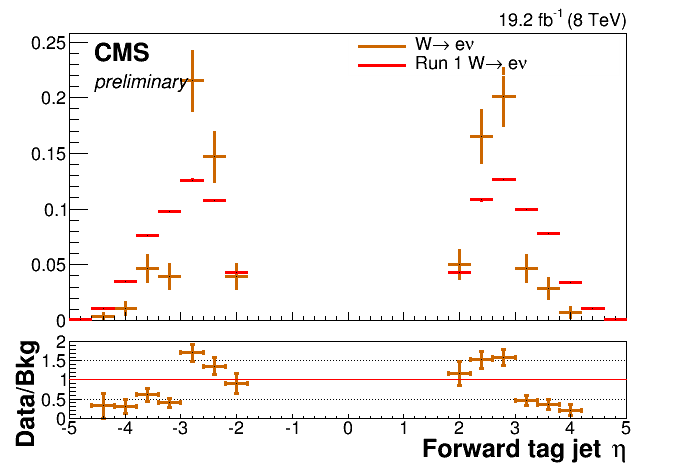 19.2 fb⁻¹ (8 TeV)
CMS
preliminary
W→ eν
Run 1 W→ eν
0.25
0.2
0.15
0.1
0.05
0
Data/Bkg
2
1.5
1
0.5
0
-5 -4 -3 -2 -1 0 1 2 3 4 5
Forward tag jet η